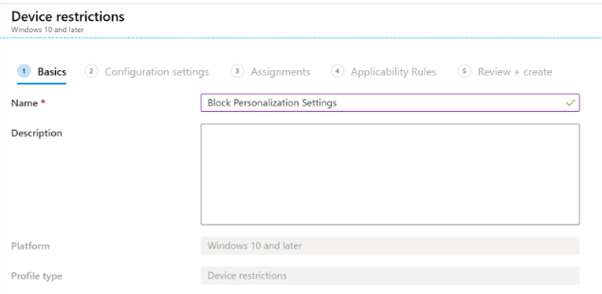 Device restrictions
Windows 10 and later
1 Basics 2 Configuration settings 3 Assignments 4 Applicability Rules 5 Review + create
Name * Block Personalization Settings
Description
Platform Windows 10 and later
Profile type Device restrictions